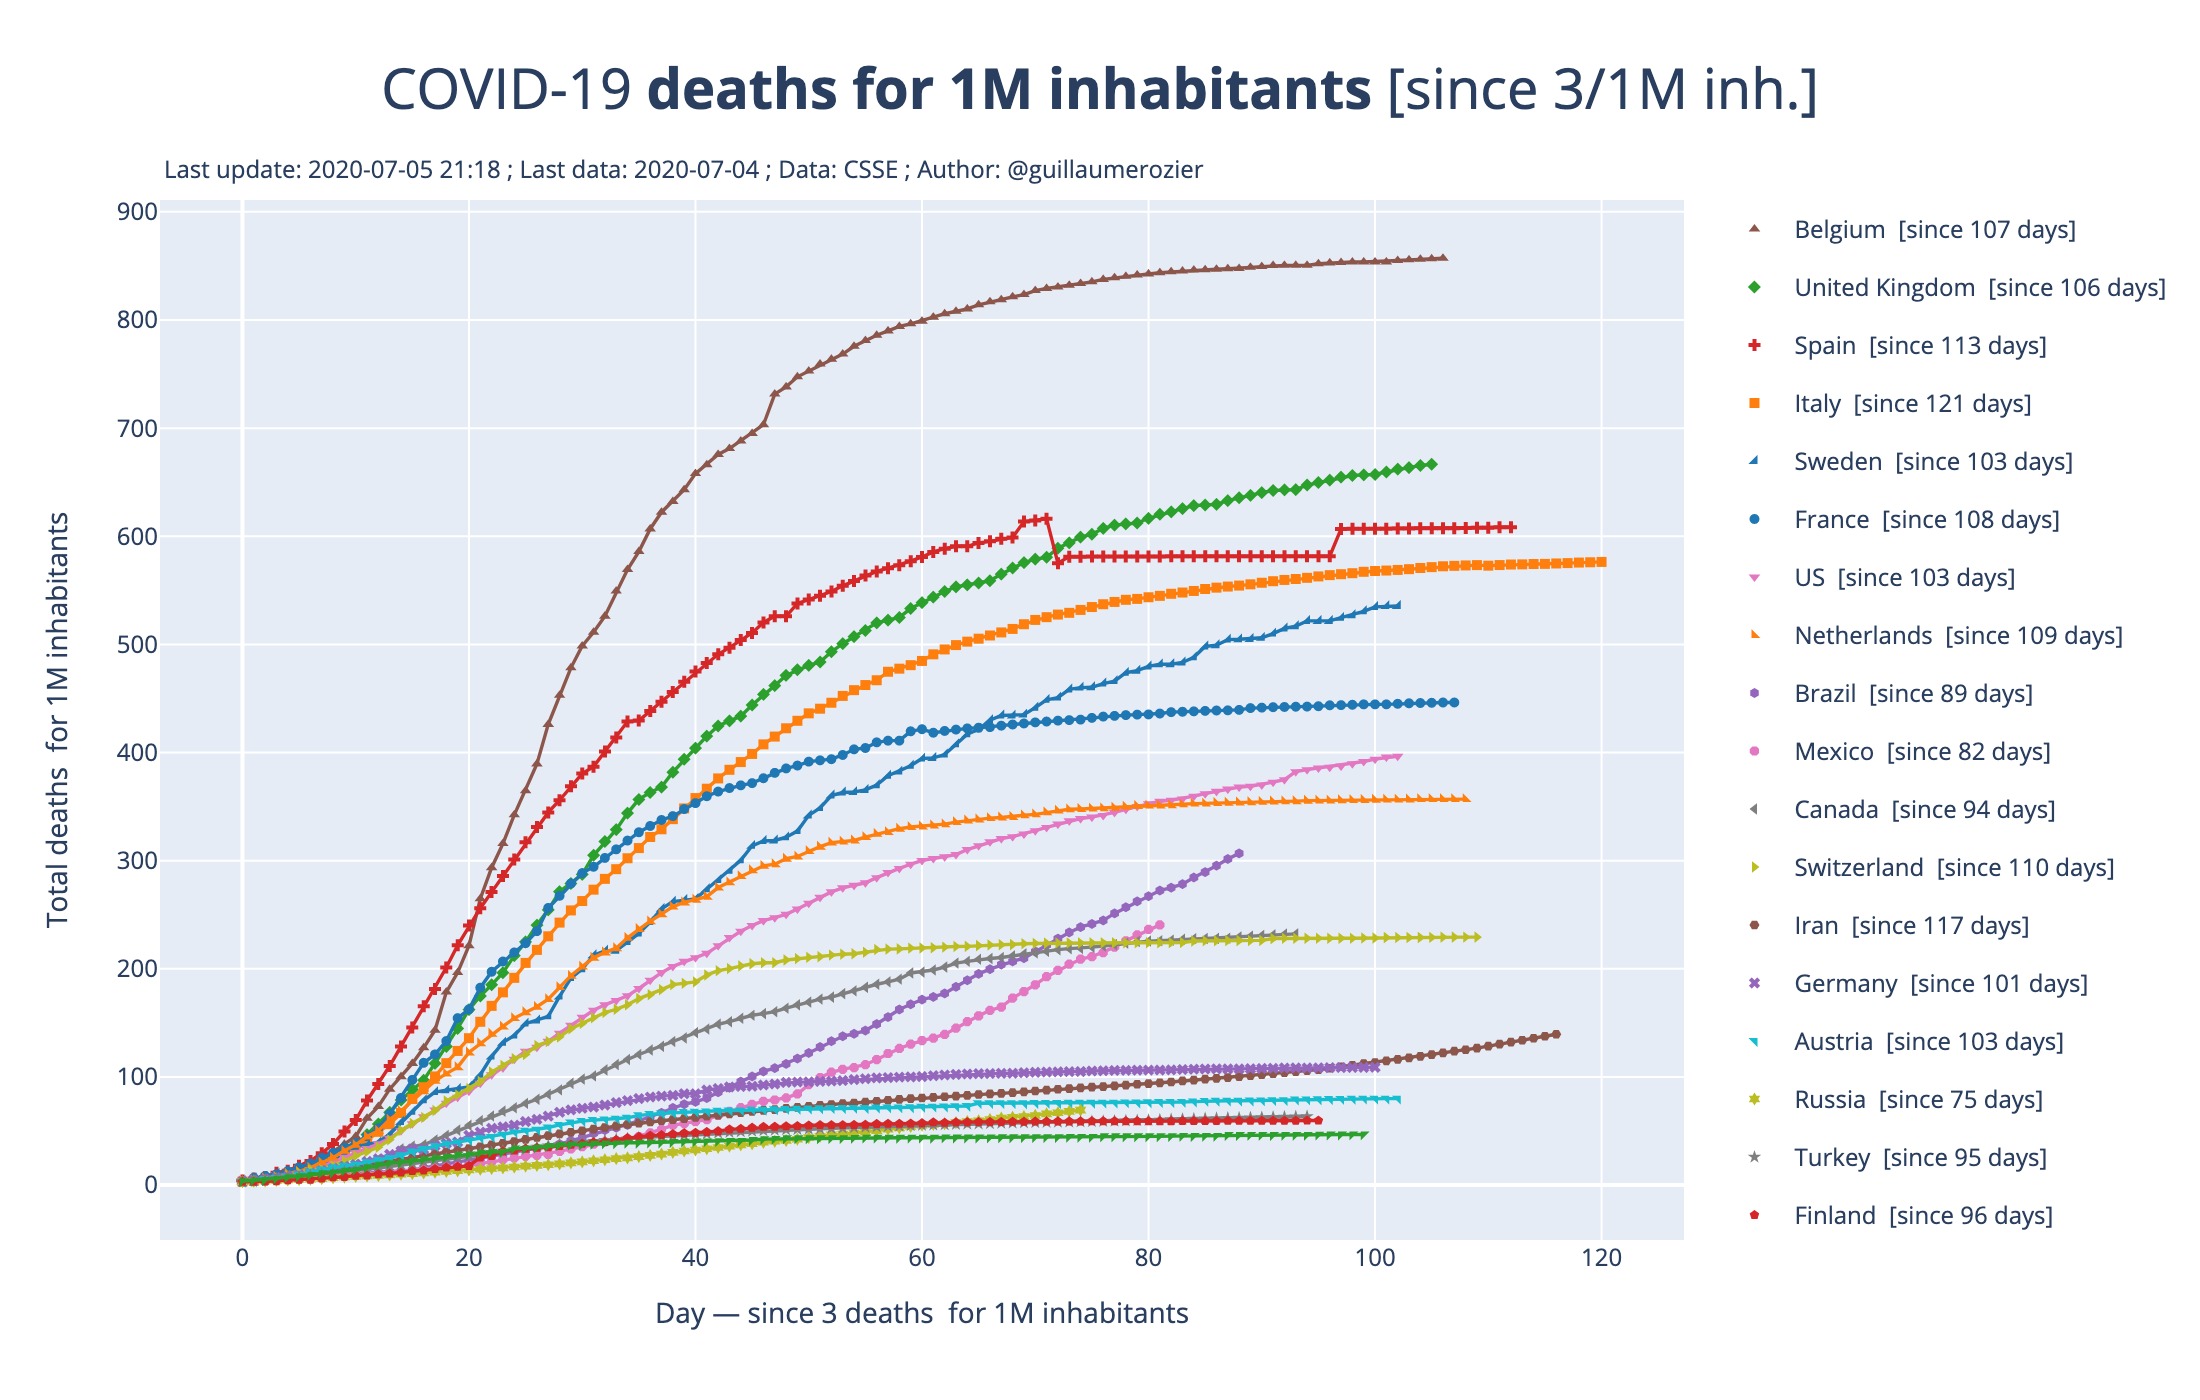 COVID-19 deaths for 1M inhabitants [since 3/1M inh.]
Last update: 2020-07-05 21:18 ; Last data: 2020-07-04 ; Data: CSSE ; Author: @guillaumerozier
Total deaths for 1M inhabitants
900
800
700
600
500
400
300
200
100
0
0 20 40 60 80 100 120
Day — since 3 deaths for 1M inhabitants
Belgium [since 107 days]
United Kingdom [since 106 days]
Spain [since 113 days]
Italy [since 121 days]
Sweden [since 103 days]
France [since 108 days]
US [since 103 days]
Netherlands [since 109 days]
Brazil [since 89 days]
Mexico [since 82 days]
Canada [since 94 days]
Switzerland [since 110 days]
Iran [since 117 days]
Germany [since 101 days]
Austria [since 103 days]
Russia [since 75 days]
Turkey [since 95 days]
Finland [since 96 days]